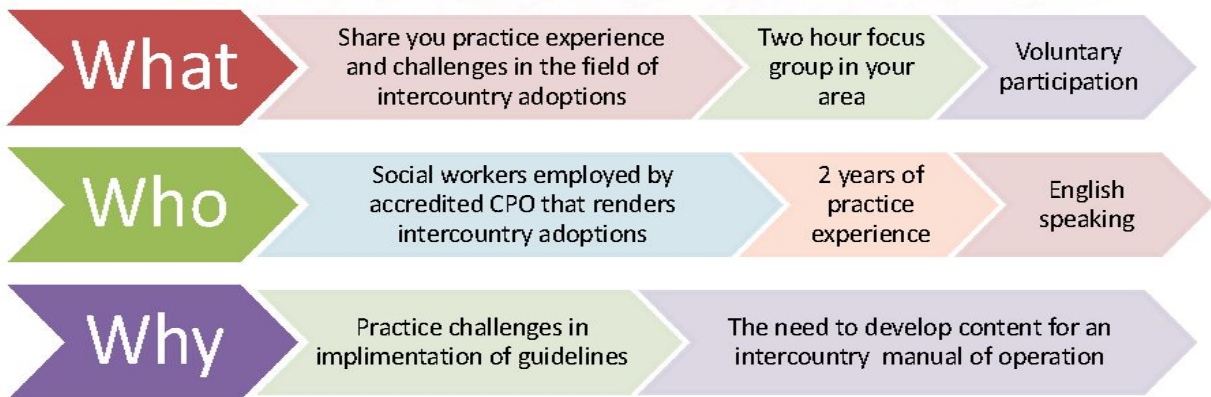 What
Share you practice experience
and challenges in the field of
intercountry adoptions
Two hour focus
group in your
area
Voluntary
participation
Who
Social workers employed by
accredited CPO that renders
intercountry adoptions
2 years of
practice
experience
English
speaking
Why
Practice challenges in
implimentation of guidelines
The need to develop content for an
intercountry manual of operation